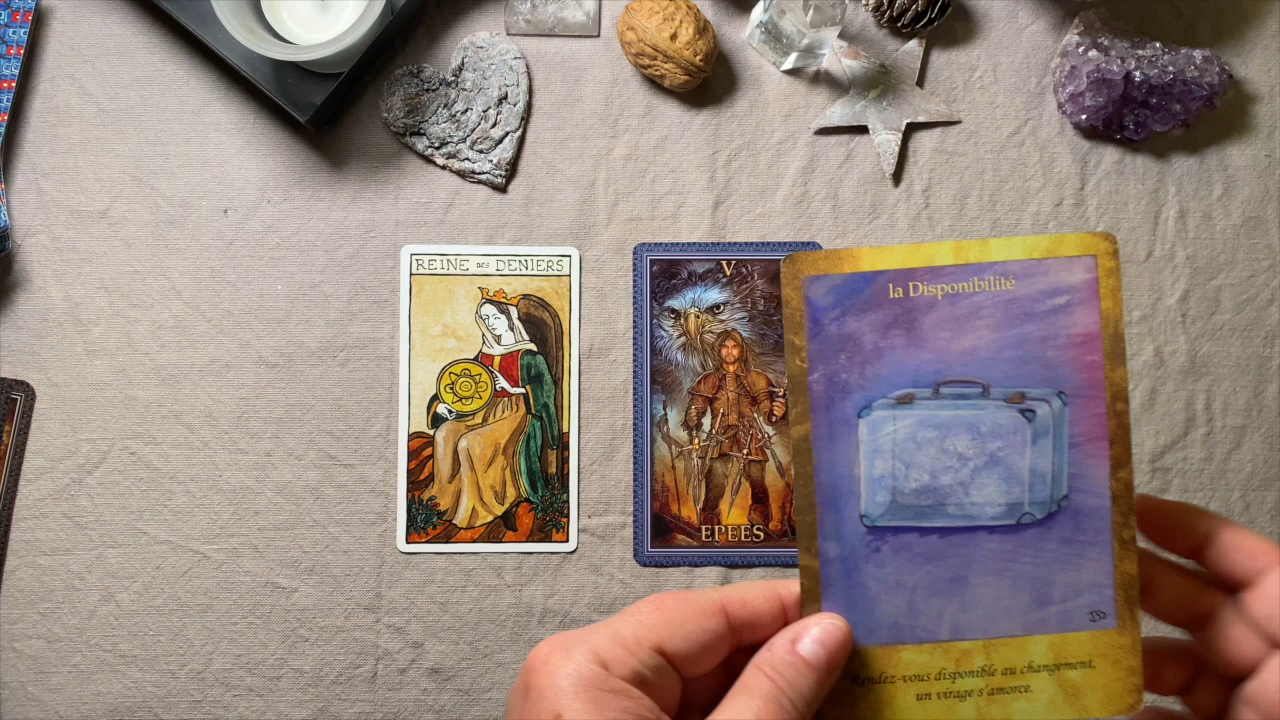 REINE DES DENIERS
V
EPEES
la Disponibilité
Rendez-vous disponible au changement,
un virage s'amorce.